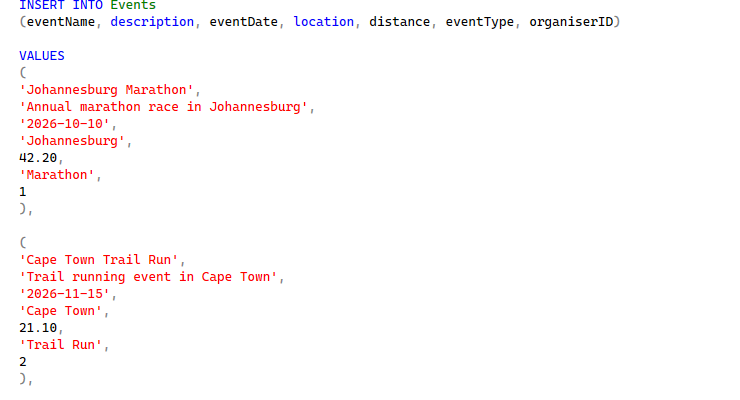 INSERT INTO Events
(eventName, description, eventDate, location, distance, eventType, organiserID)
VALUES
(
'Johannesburg Marathon',
'Annual marathon race in Johannesburg',
'2026-10-10',
'Johannesburg',
42.20,
'Marathon',
1
),
(
'Cape Town Trail Run',
'Trail running event in Cape Town',
'2026-11-15',
'Cape Town',
21.10,
'Trail Run',
2
),